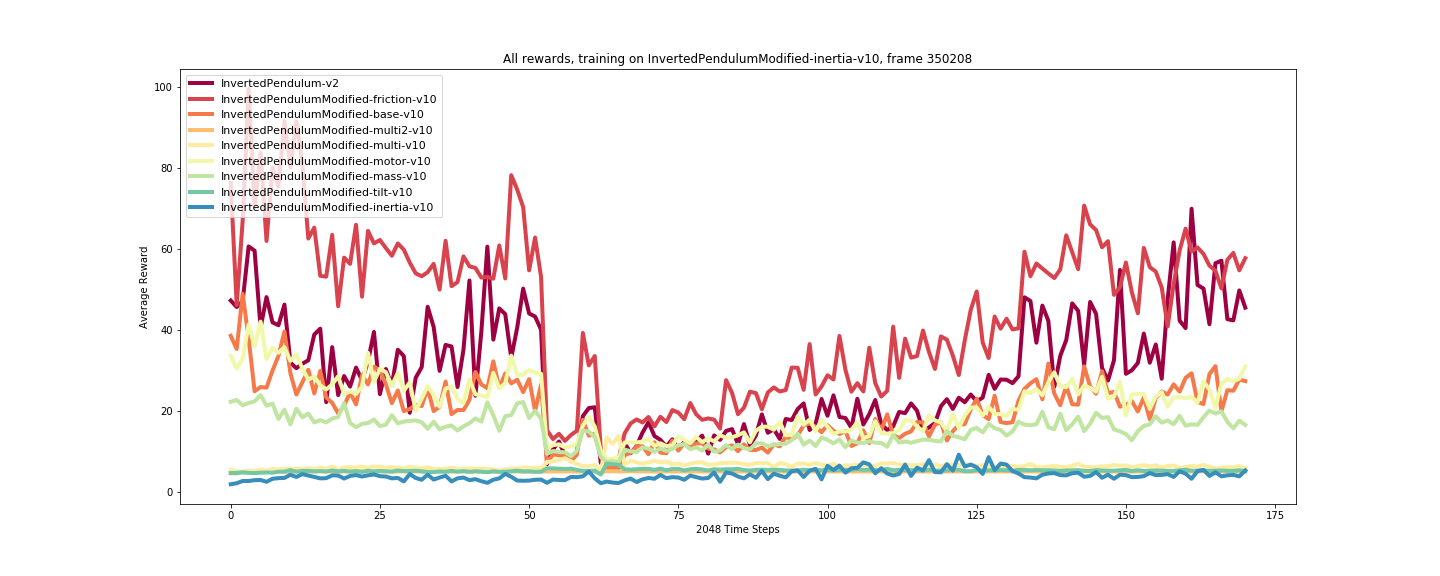 All rewards, training on InvertedPendulumModified-inertia-v10, frame 350208
InvertedPendulum-v2
InvertedPendulumModified-friction-v10
InvertedPendulumModified-base-v10
InvertedPendulumModified-multi2-v10
InvertedPendulumModified-multi-v10
InvertedPendulumModified-motor-v10
InvertedPendulumModified-mass-v10
InvertedPendulumModified-tilt-v10
InvertedPendulumModified-inertia-v10
100
80
60
40
20
0
Average Reward
0 25 50 75 100 125 150 175
2048 Time Steps